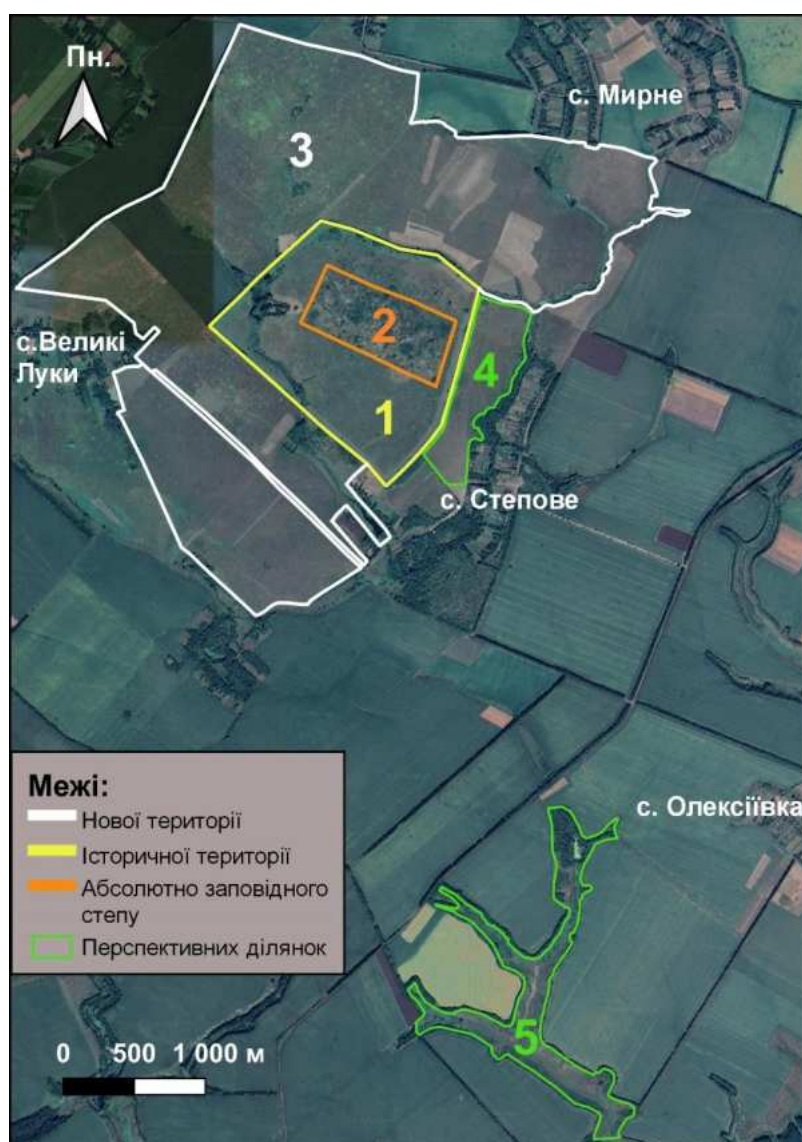 Пн.
с. Мирне
3
2
с.Великі
Луки
4
1
с. Степове
Межі:
Нової території
Історичної території
Абсолютно заповідного
степу
Перспективних ділянок
с. Олексіївка
5
0 500 1 000 м